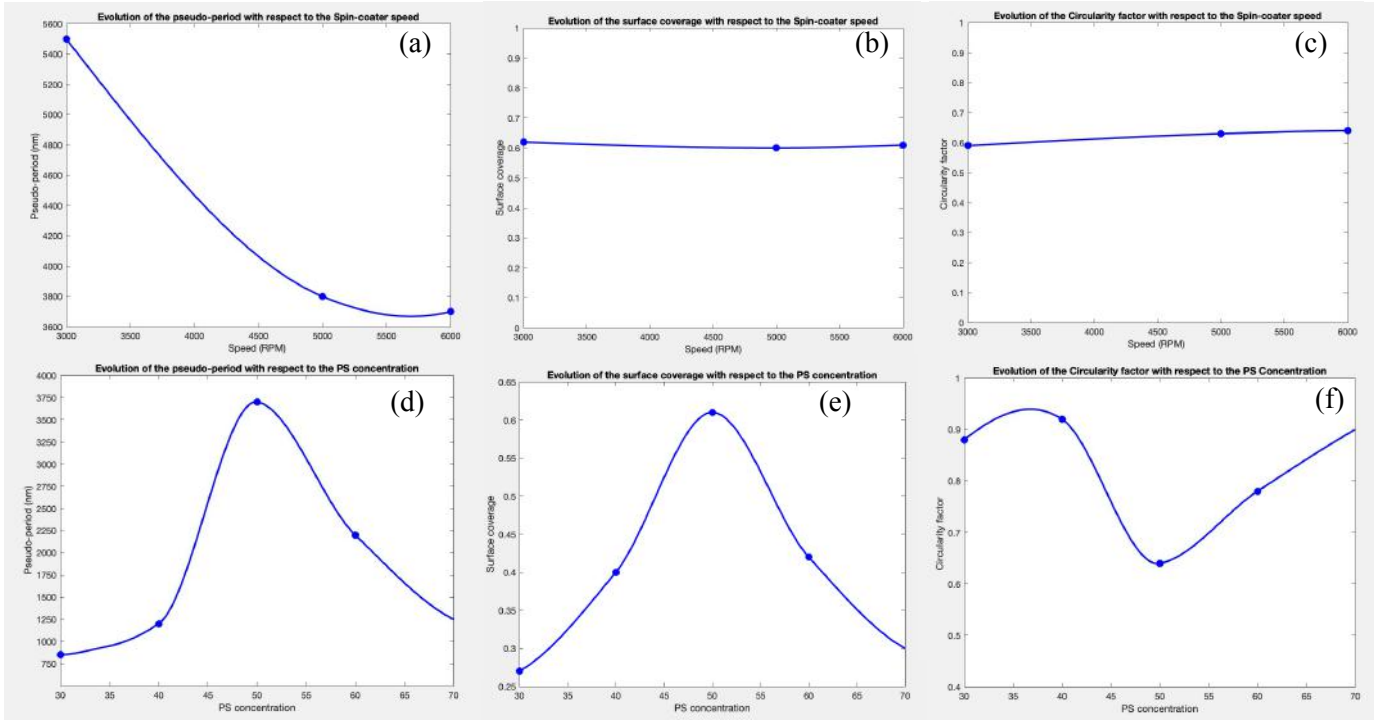 Evolution of the pseudo-period with respect to the Spin-coater speed
(a)
5600
5400
5200
5000
4800
4600
4400
4200
4000
3800
3600
Pseudo-period (nm)
3000 3500 4000 4500 5000 5500 6000
Speed (RPM)
Evolution of the surface coverage with respect to the Spin-coater speed
(b)
1
0.9
0.8
0.7
0.6
0.5
0.4
0.3
0.2
0.1
0
Surface coverage
3000 3500 4000 4500 5000 5500 6000
Speed (RPM)
Evolution of the Circularity factor with respect to the Spin-coater speed
(c)
1
0.9
0.8
0.7
0.6
0.5
0.4
0.3
0.2
0.1
0
Circularity factor
3000 3500 4000 4500 5000 5500 6000
Speed (RPM)
Evolution of the pseudo-period with respect to the PS concentration
(d)
4000
3750
3500
3250
3000
2750
2500
2250
2000
1750
1500
1250
1000
750
Pseudo-period (nm)
30 35 40 45 50 55 60 65 70
PS concentration
Evolution of the surface coverage with respect to the PS concentration
(e)
0.65
0.6
0.55
0.5
0.45
0.4
0.35
0.3
0.25
Surface coverage
30 35 40 45 50 55 60 65 70
PS concentration
Evolution of the Circularity factor with respect to the PS Concentration
(f)
1
0.9
0.8
0.7
0.6
0.5
0.4
Circularity factor
30 35 40 45 50 55 60 65 70
PS concentration